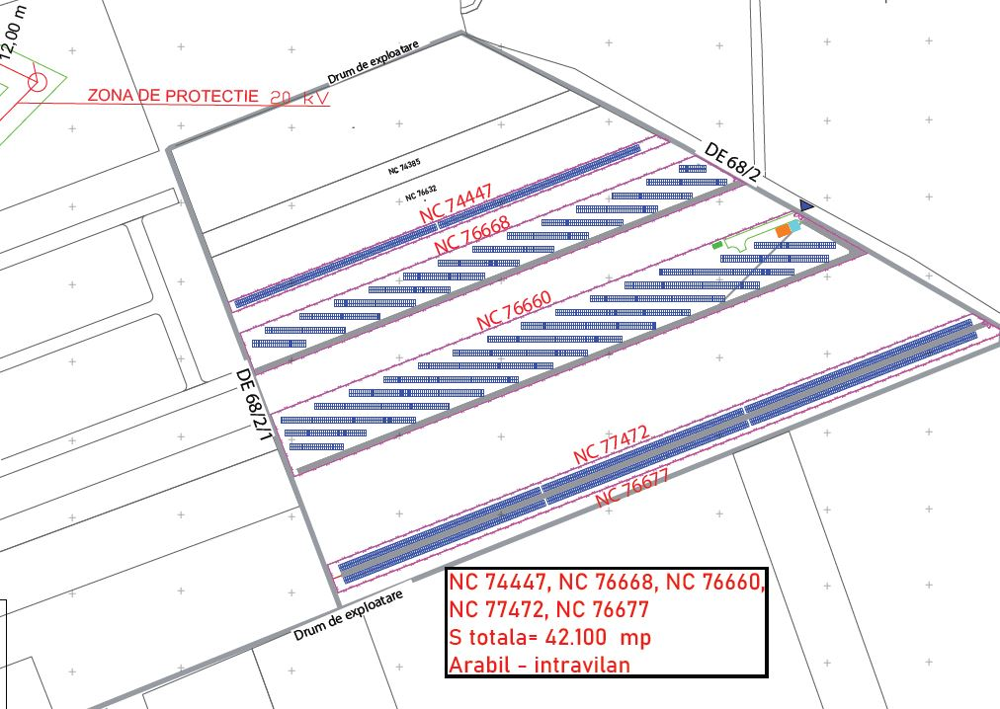 12,00 m
Drum de exploatare
ZONA DE PROTECTIE 20 kV
DE 68/2
NC 74385
NC 76632
NC 74447
NC 76668
NC 76660
DE 68/2/1
NC 77472
NC 76677
NC 74447, NC 76668, NC 76660,
NC 77472, NC 76677
S totala= 42.100 mp
Arabil - intravilan
Drum de exploatare